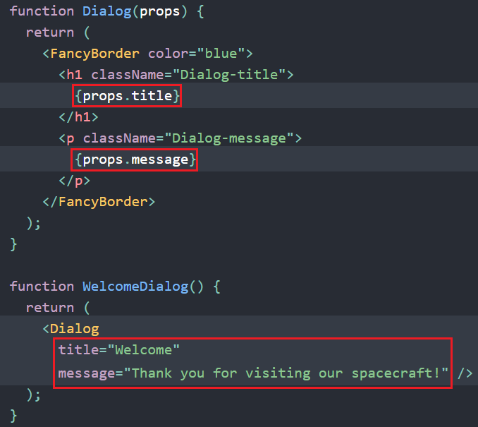 function Dialog(props) {
  return (
    <FancyBorder color="blue">
      <h1 className="Dialog-title">
        {props.title}
      </h1>
      <p className="Dialog-message">
        {props.message}
      </p>
    </FancyBorder>
  );
}

function WelcomeDialog() {
  return (
    <Dialog
      title="Welcome"
      message="Thank you for visiting our spacecraft!" />
  );
}